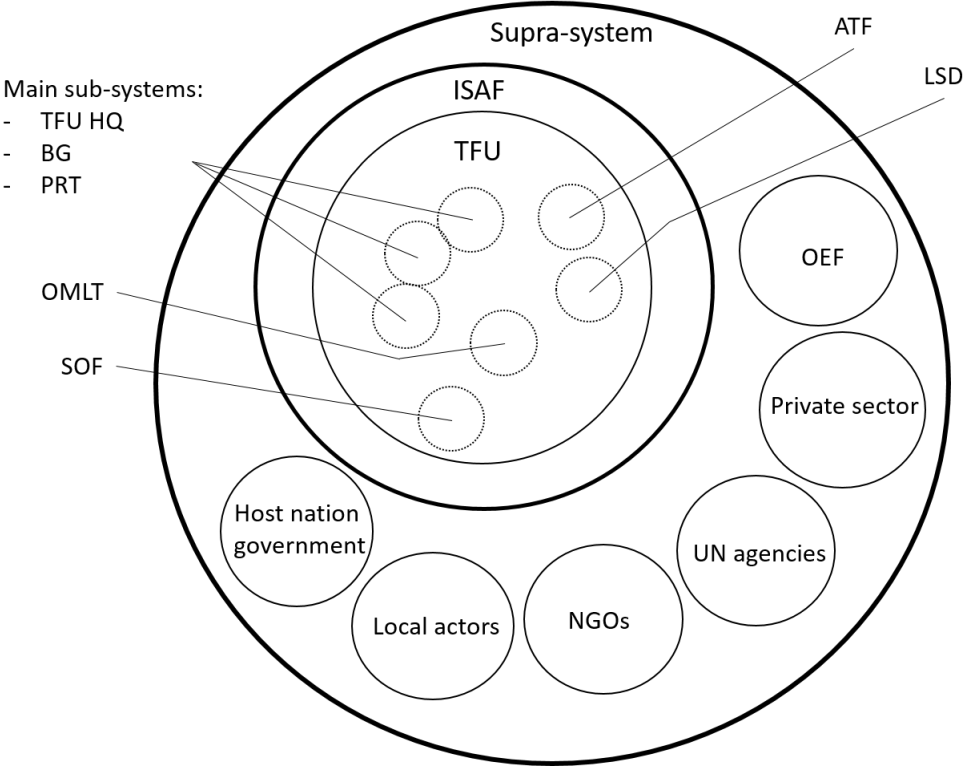 Supra-system
ATF
LSD
ISAF
Main sub-systems:
- TFU HQ
- BG
- PRT
TFU
OEF
OMLT
SOF
Private sector
Host nation
government
UN agencies
Local actors
NGOs